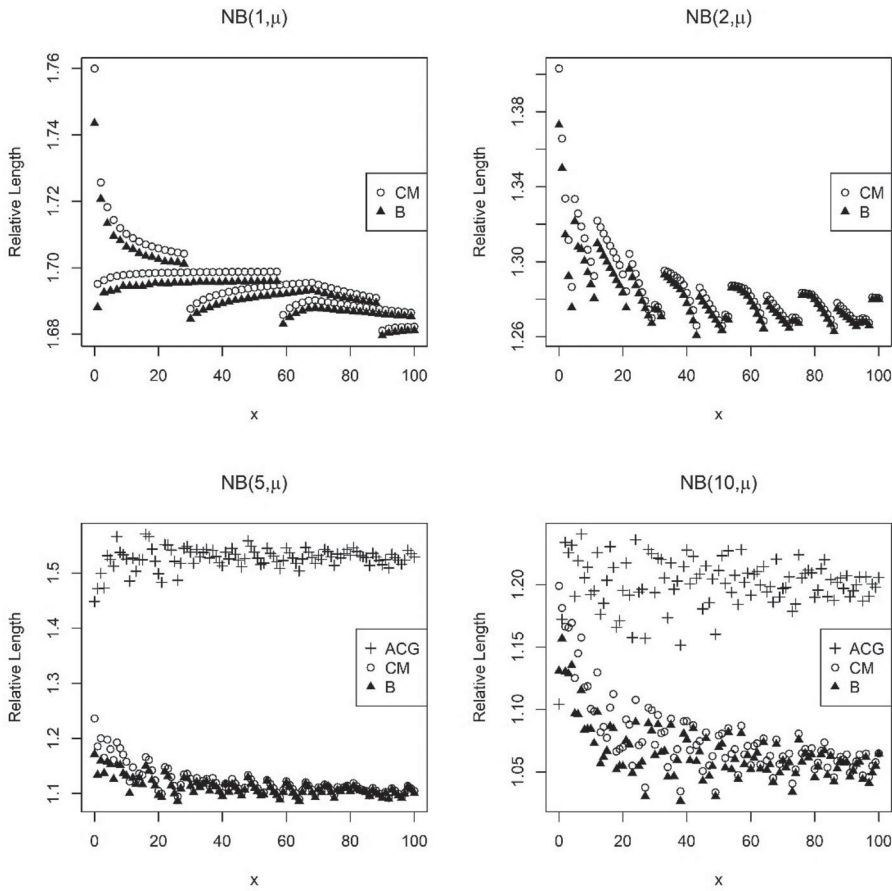 NB(1,μ)
Relative Length
1.68 1.70 1.72 1.74 1.76
CM
B
0 20 40 60 80 100
x
NB(2,μ)
Relative Length
1.26 1.30 1.34 1.38
CM
B
0 20 40 60 80 100
x
NB(5,μ)
Relative Length
1.1 1.2 1.3 1.4 1.5
ACG
CM
B
0 20 40 60 80 100
x
NB(10,μ)
Relative Length
1.05 1.10 1.15 1.20
ACG
CM
B
0 20 40 60 80 100
x